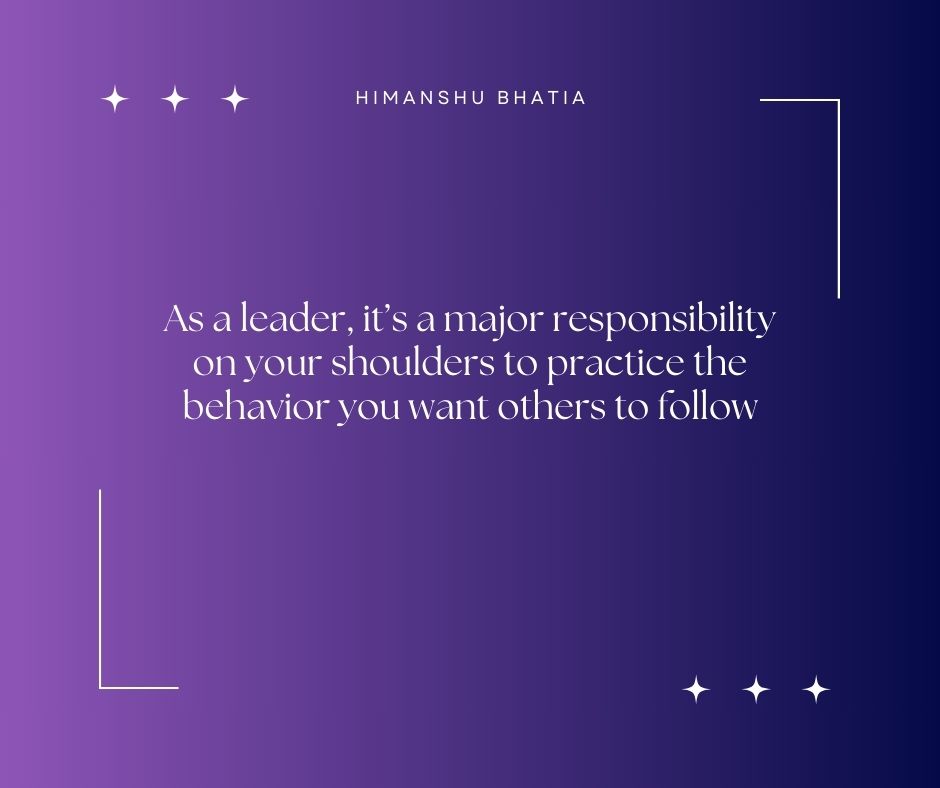 HIMANSHU BHATIA
As a leader, it’s a major responsibility
on your shoulders to practice the
behavior you want others to follow